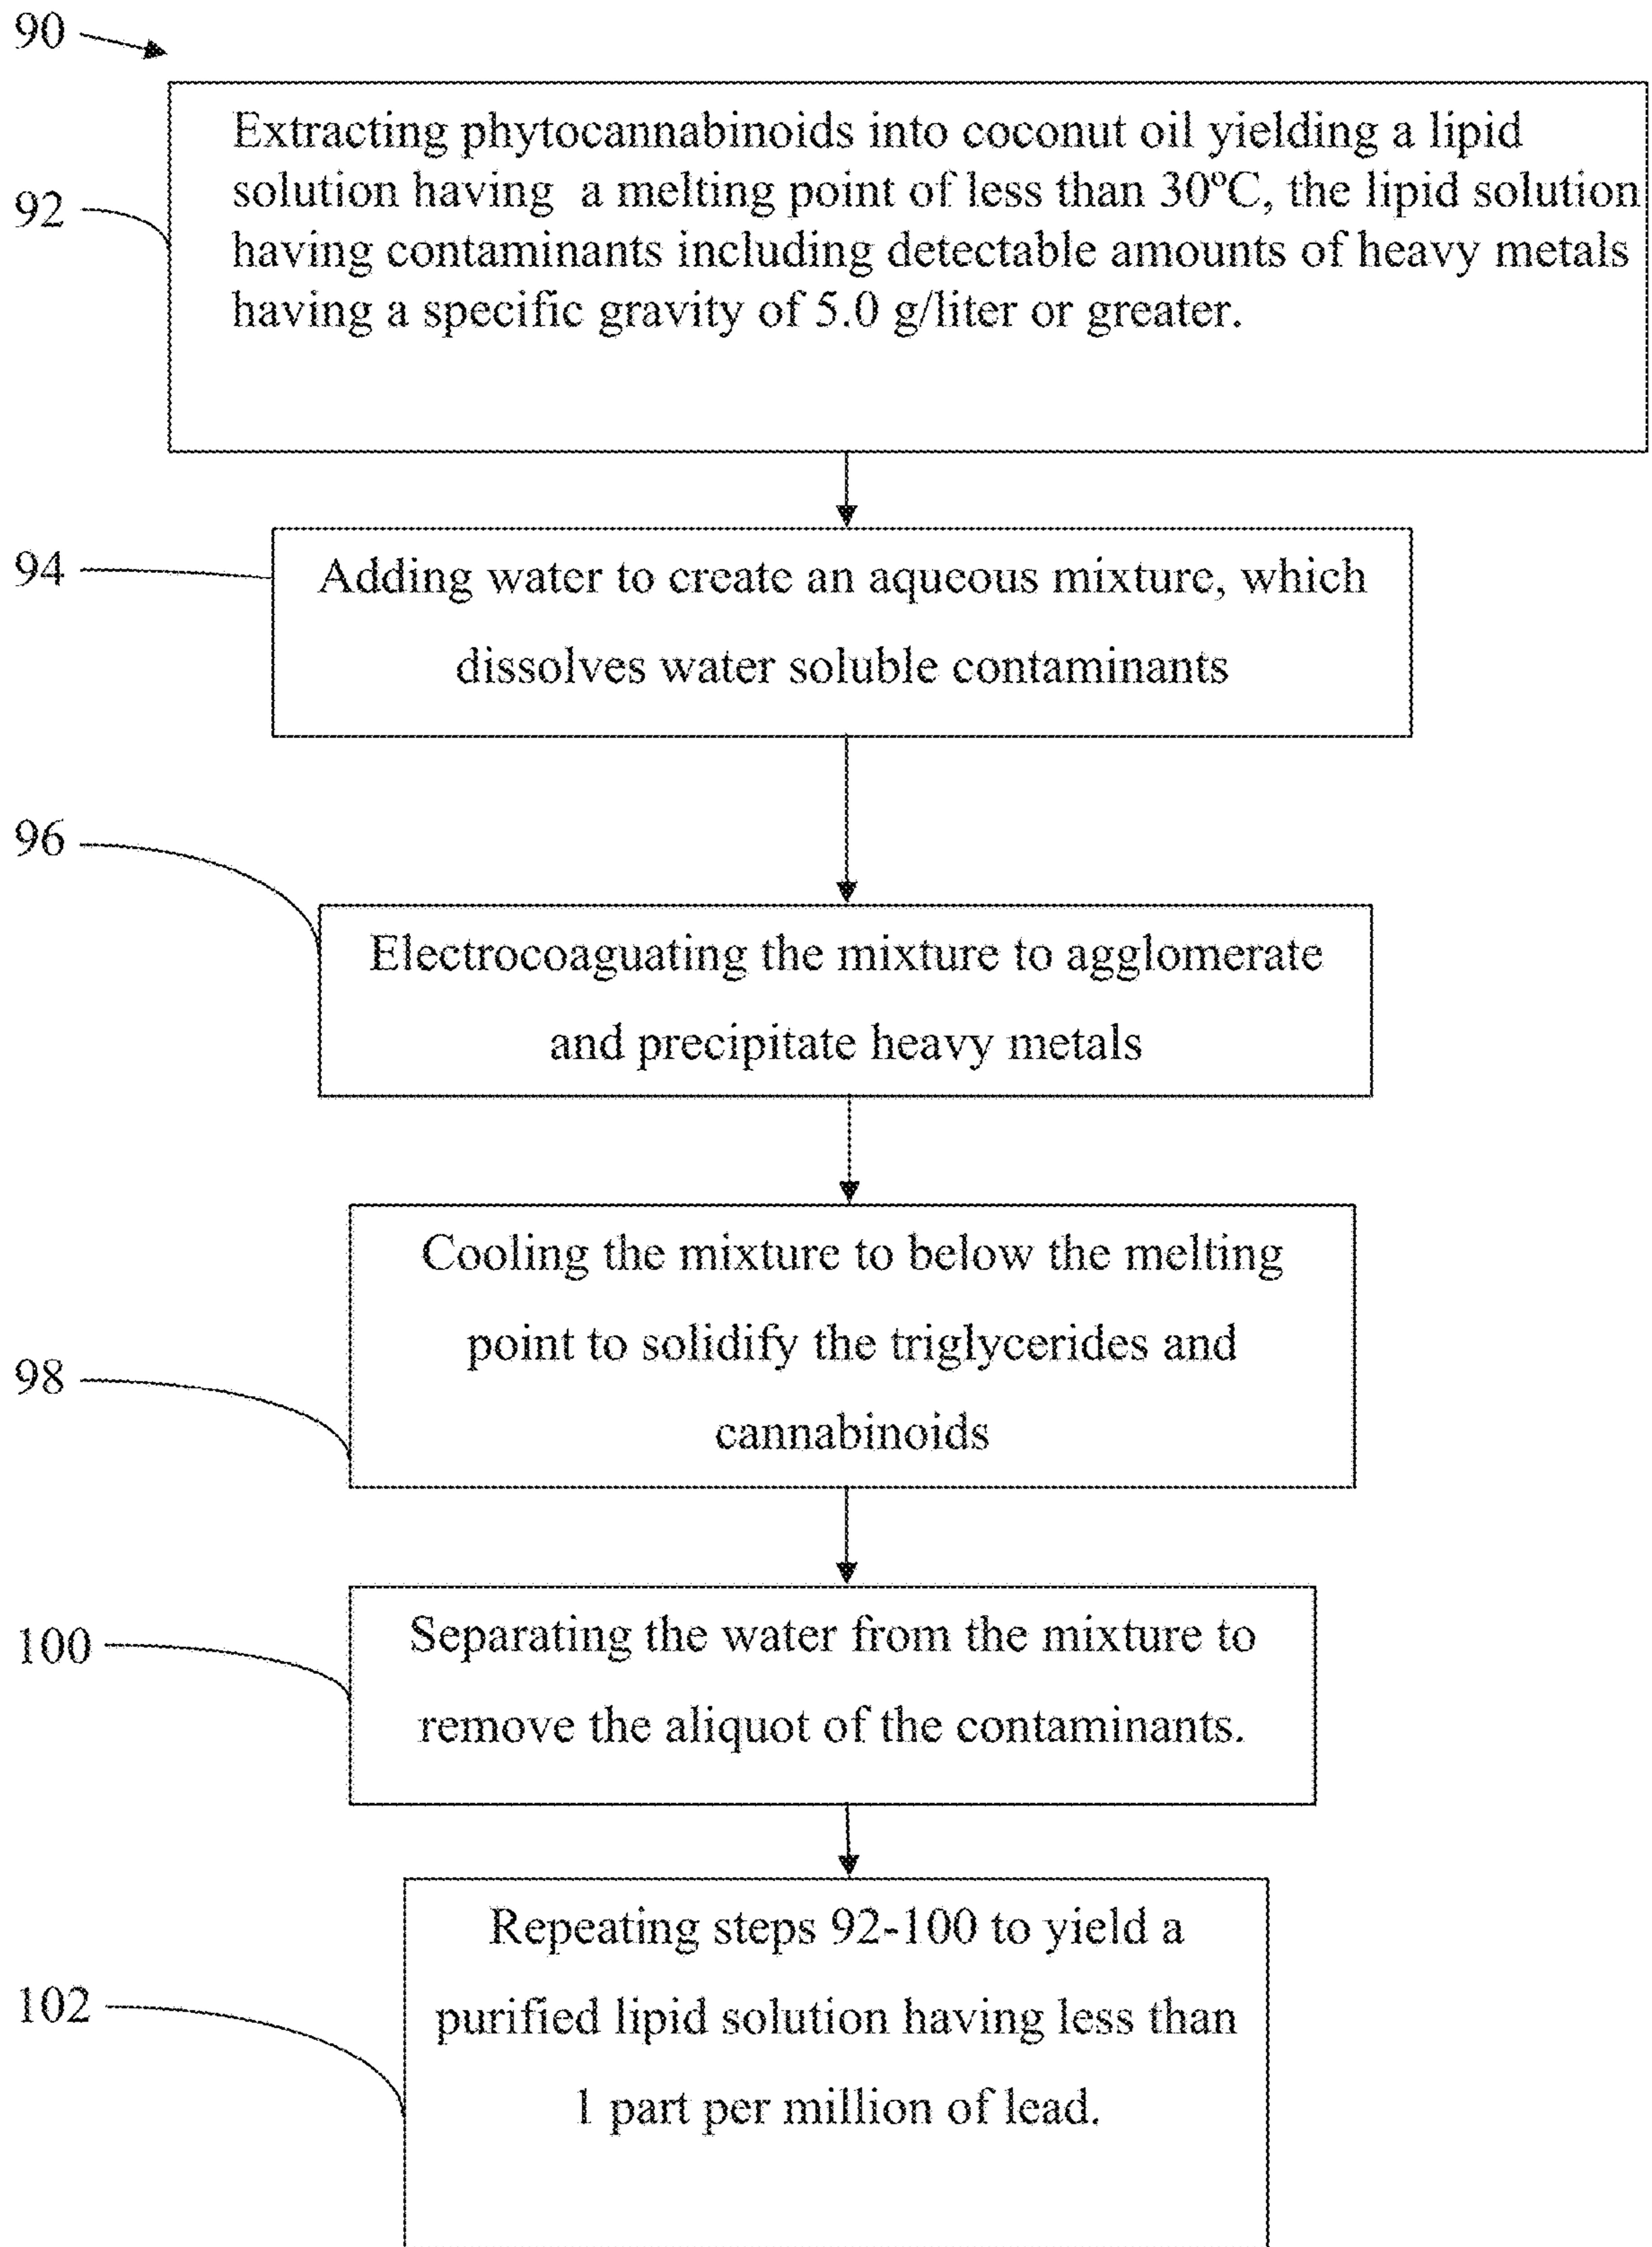 90
92
Extracting phytocannabinoids into coconut oil yielding a lipid
solution having a melting point of less than 30ºC, the lipid solution
having contaminants including detectable amounts of heavy metals
having a specific gravity of 5.0 g/liter or greater.
94
Adding water to create an aqueous mixture, which
dissolves water soluble contaminants
96
Electrocoaguating the mixture to agglomerate
and precipitate heavy metals
98
Cooling the mixture to below the melting
point to solidify the triglycerides and
cannabinoids
100
Separating the water from the mixture to
remove the aliquot of the contaminants.
102
Repeating steps 92-100 to yield a
purified lipid solution having less than
1 part per million of lead.